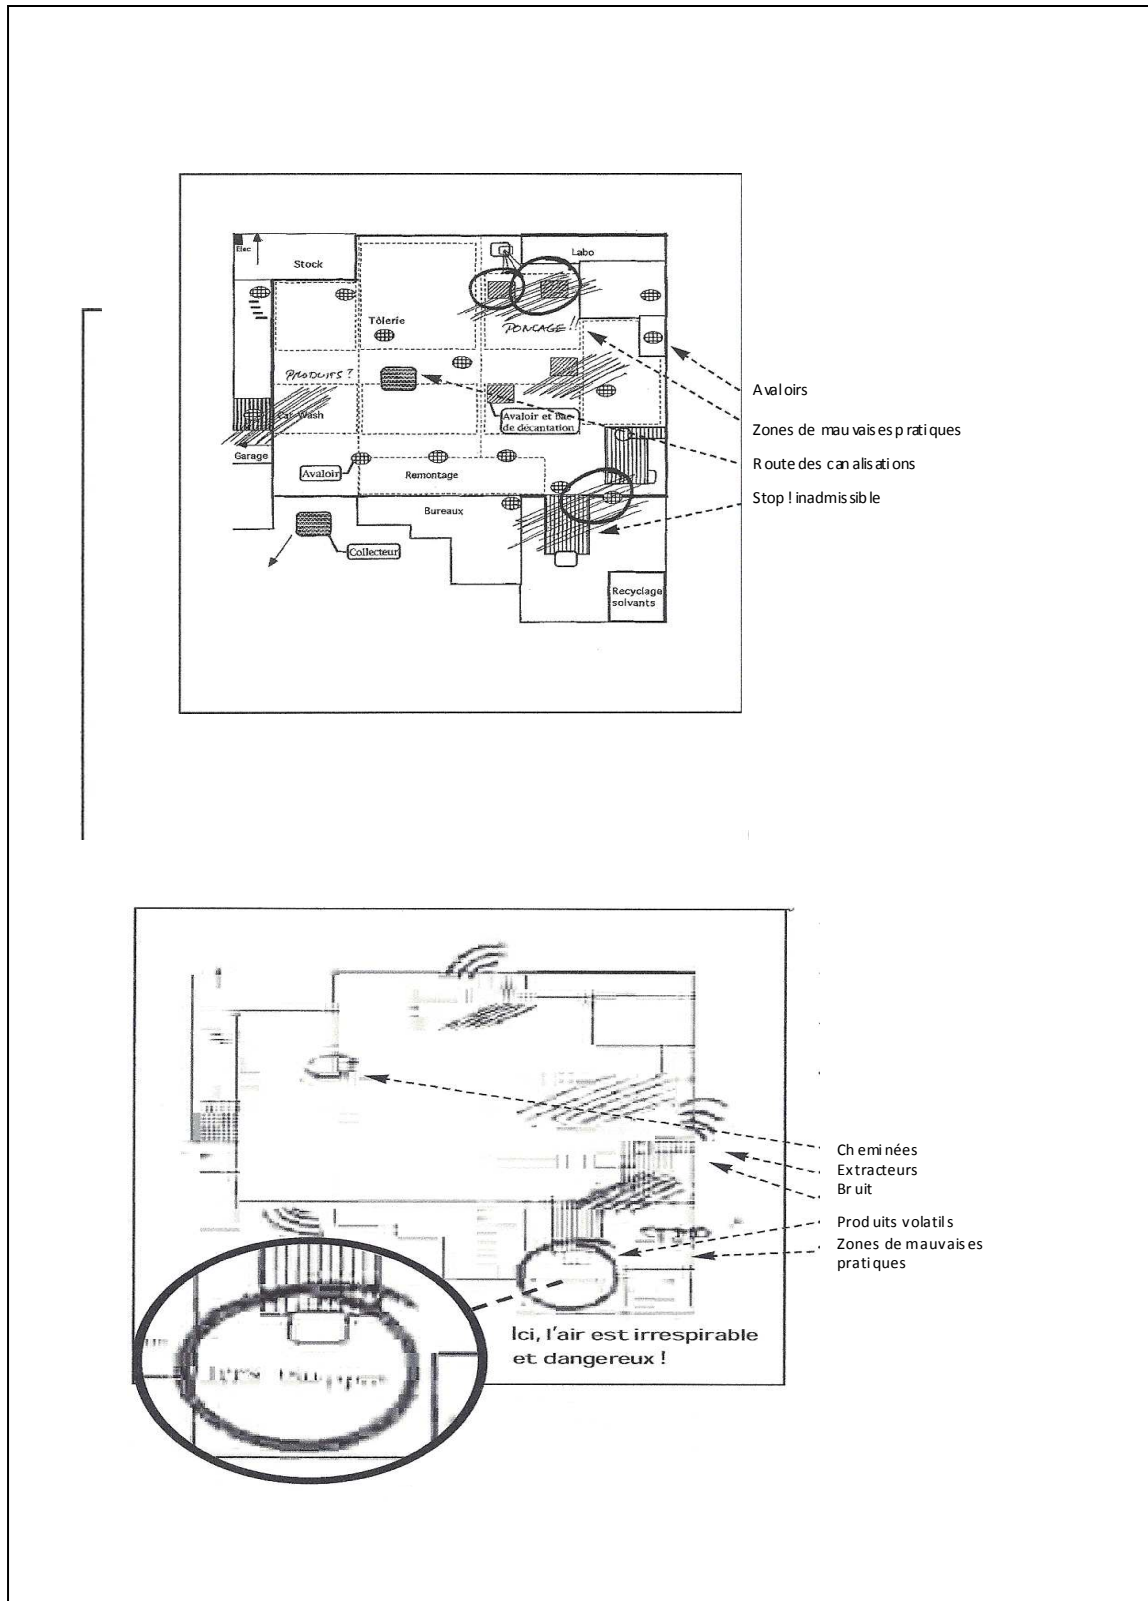 Elec
Stock
Labo
Tôlerie
PONCAGE !!
PRODUITS ?
Avaloirs
Avaloir et Bac
de décantation
Car-Wash
Zones de mauvaises pratiques
Garage
Route des canalisations
Avaloir
Remontage
Stop ! inadmissible
Bureaux
Collecteur
Recyclage
solvants
Cheminées
Extracteurs
Bruit
Produits volatils
Zones de mauvaises
pratiques
Ici, l'air est irrespirable
et dangereux !